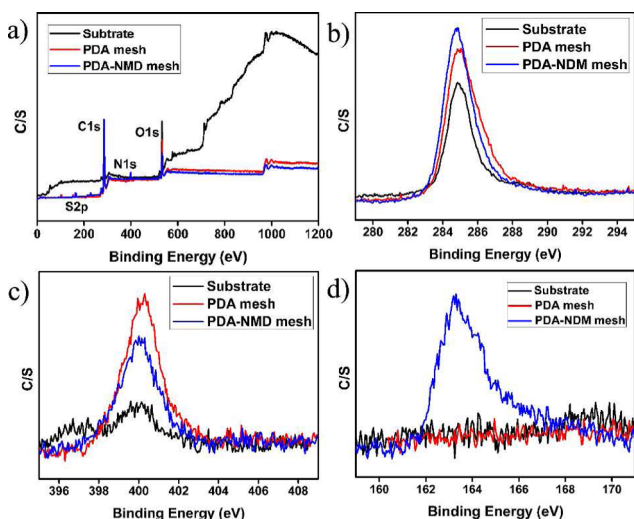 a)
Subtrate
PDA mesh
PDA-NMD mesh
C1s
O1s
N1s
S2p
C/S
0 200 400 600 800 1000 1200
Binding Energy (eV)
b)
Substrate
PDA mesh
PDA-NDM mesh
C/S
280 282 284 286 288 290 292 294
Binding Energy (eV)
c)
Substrate
PDA mesh
PDA-NMD mesh
C/S
396 398 400 402 404 406 408
Binding Energy (eV)
d)
Substrate
PDA mesh
PDA-NDM mesh
C/S
160 162 164 166 168 170
Binding Energy (eV)